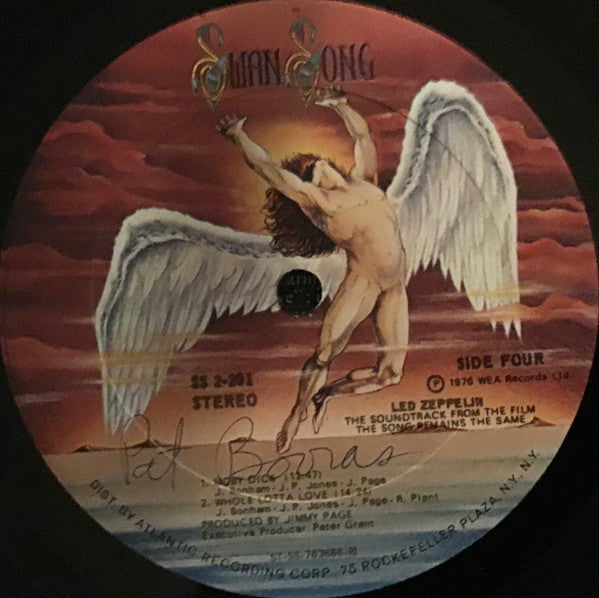 SWAN SONG
SIDE FOUR
SS 2-201
STEREO
℗ 1976 WEA Records Ltd.
LED ZEPPELIN
THE SOUNDTRACK FROM THE FILM
THE SONG REMAINS THE SAME
Pat Borras
1. MOBY DICK (12:47)
J. Bonham - J.P. Jones - J. Page
2. WHOLE LOTTA LOVE (14:25)
J. Bonham - J.P. Jones - J. Page - R. Plant
PRODUCED BY JIMMY PAGE
Executive Producer: Peter Grant
DIST. BY ATLANTIC RECORDING CORP., 75 ROCKEFELLER PLAZA, N.Y., N.Y.